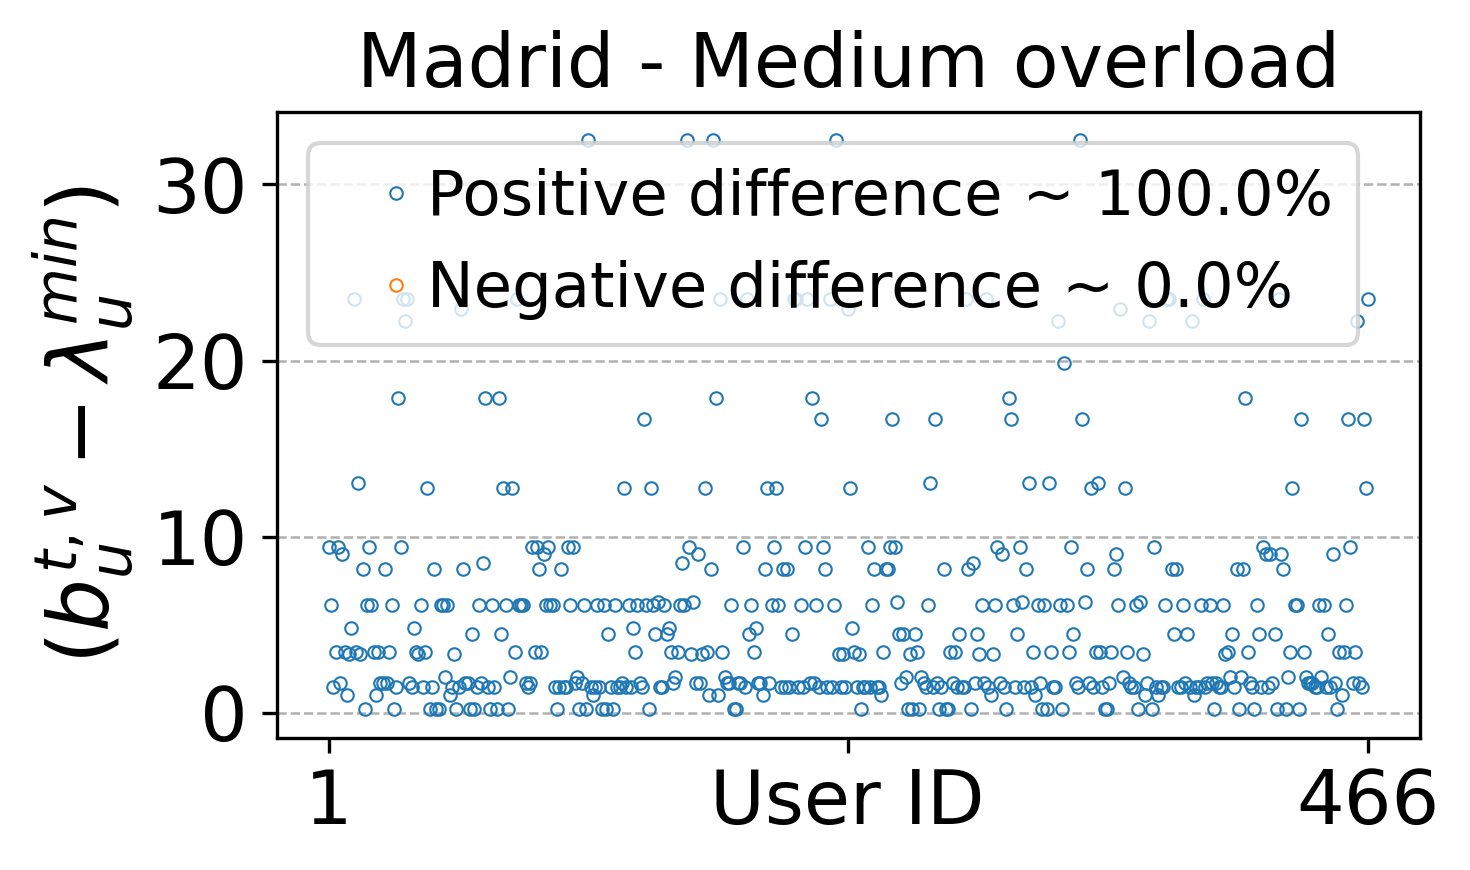 Madrid - Medium overload
(b_u^{t, v} − λ_u^{min})
30
20
10
0
Positive difference ~ 100.0%
Negative difference ~ 0.0%
1
User ID
466